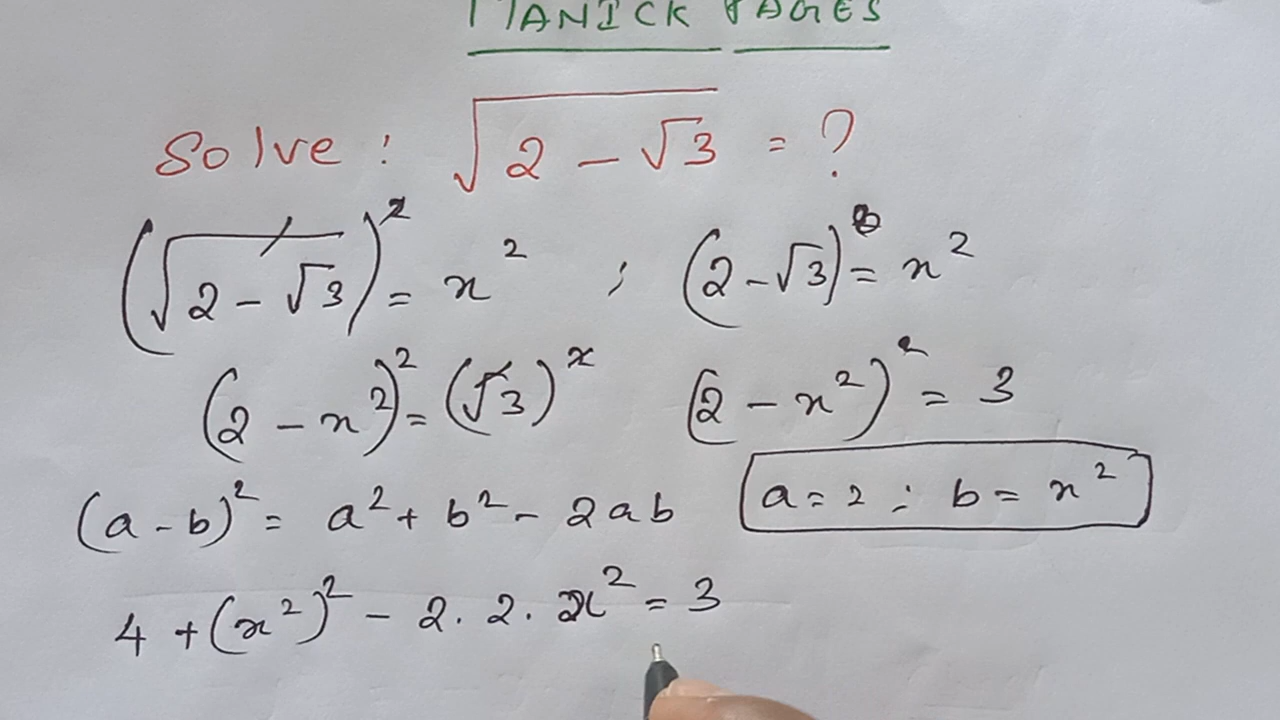 MANICK PAGES
Solve : √(2 - √3) = ?
(√(2 - √3))² = x² ; (2 - √3) = x²
(2 - x²)² = (√3)² (2 - x²)² = 3
(a - b)² = a² + b² - 2ab a = 2 : b = x²
4 + (x²)² - 2 . 2 . x² = 3